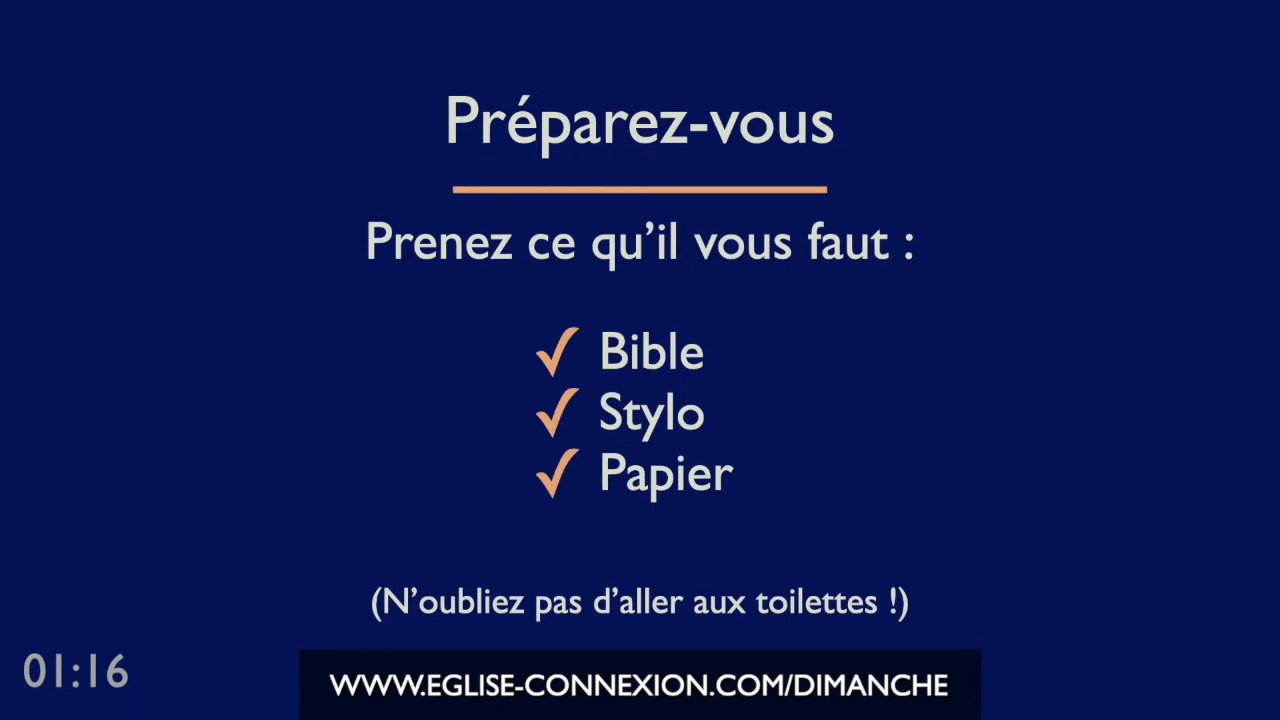 Préparez-vous
Prenez ce qu’il vous faut :
✓ Bible
✓ Stylo
✓ Papier
(N’oubliez pas d’aller aux toilettes !)
01:16
WWW.EGLISE-CONNEXION.COM/DIMANCHE